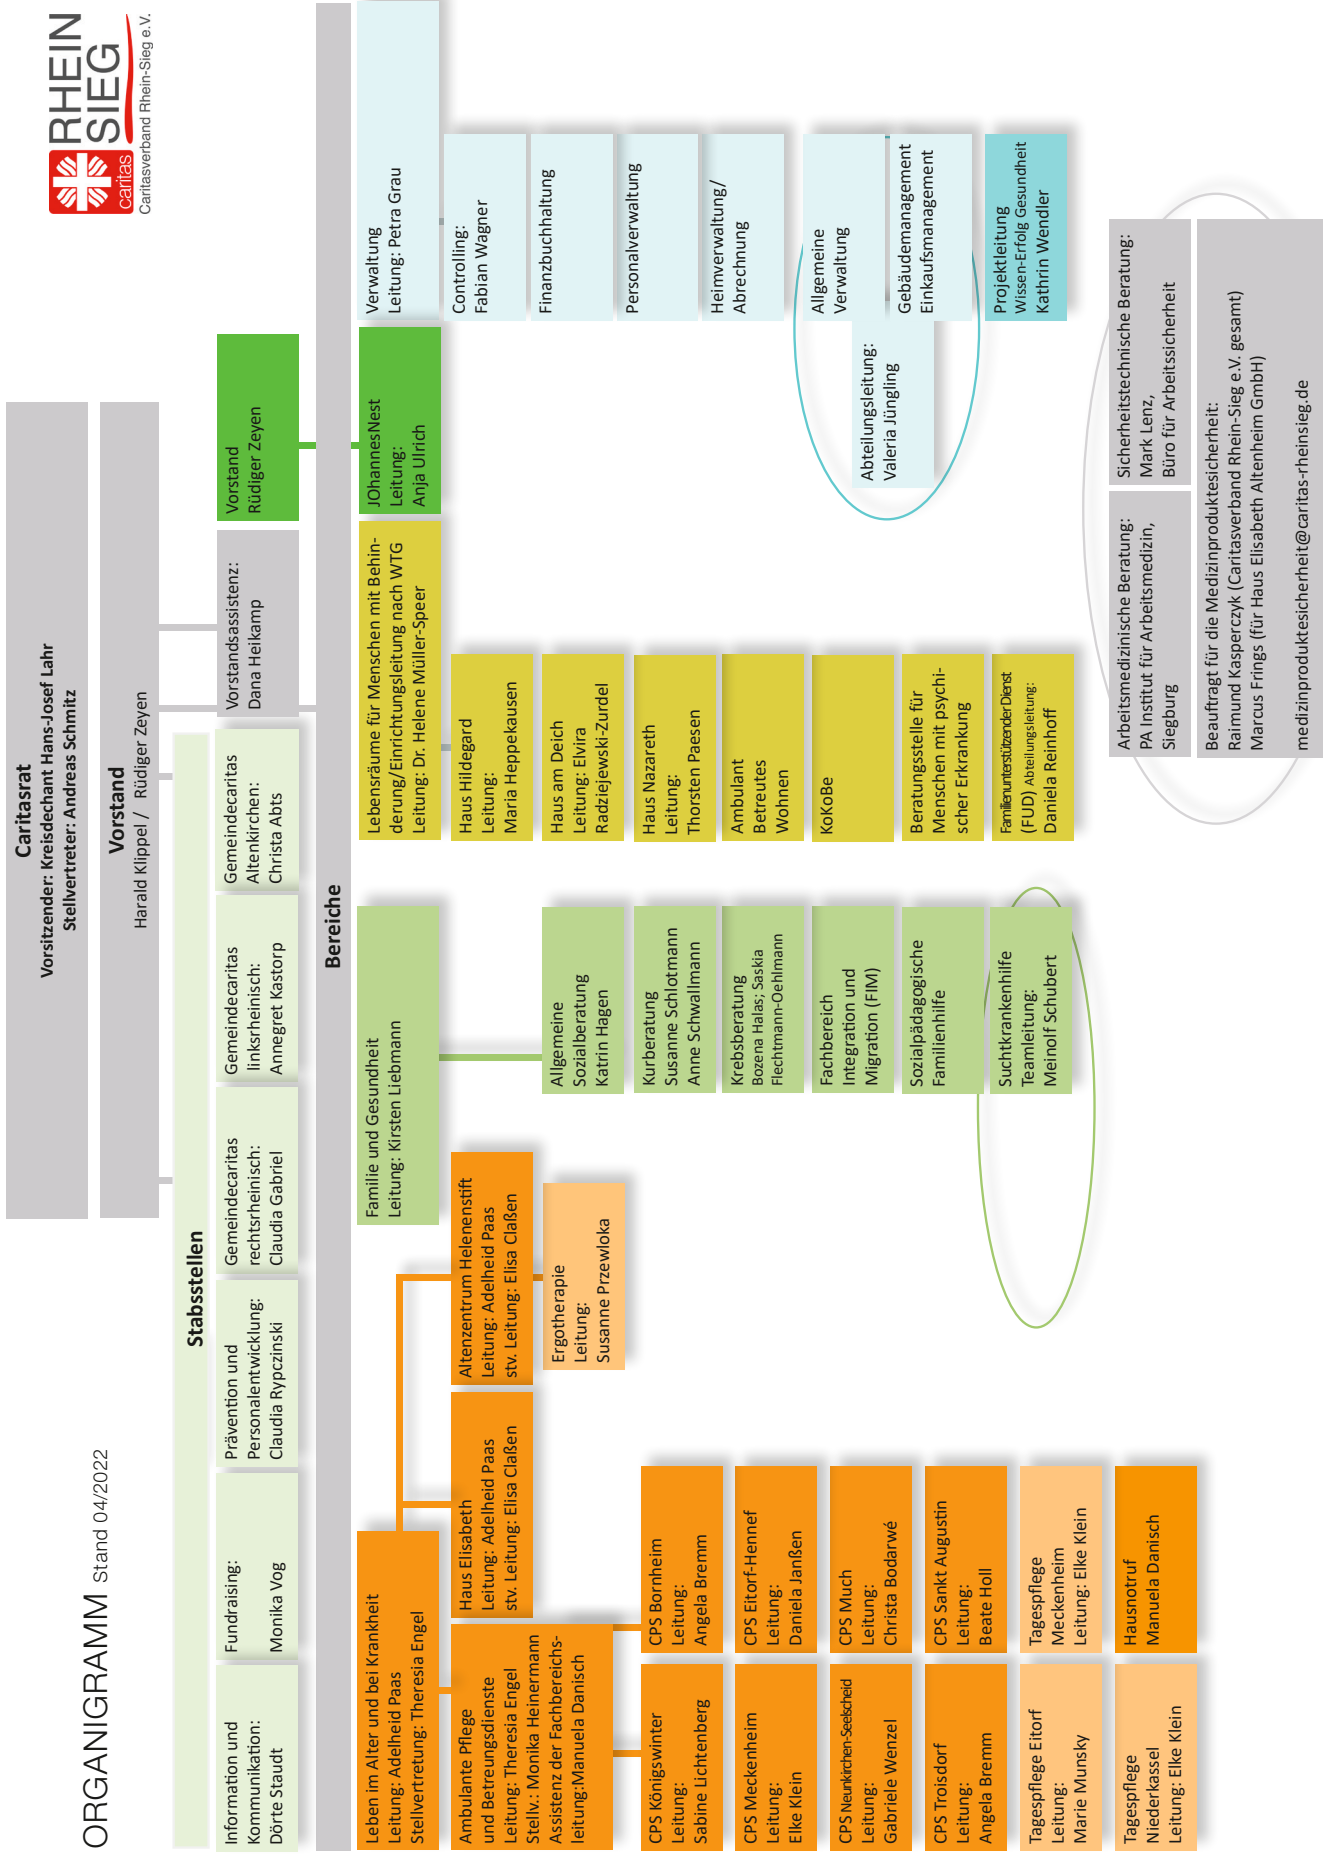 ORGANIGRAMM Stand 04/2022
RHEIN
SIEG
caritas
Caritasverband Rhein-Sieg e.V.
Caritasrat
Vorsitzender: Kreisdechant Hans-Josef Lahr
Stellvertreter: Andreas Schmitz
Vorstand
Harald Klippel / Rüdiger Zeyen
Stabsstellen
Information und
Kommunikation:
Dörte Staudt
Fundraising:
Monika Vog
Prävention und
Personalentwicklung:
Claudia Rypczinski
Gemeindecaritas
rechtsrheinisch:
Claudia Gabriel
Gemeindecaritas
linksrheinisch:
Annegret Kastorp
Gemeindecaritas
Altenkirchen:
Christa Abts
Vorstandsassistenz:
Dana Heikamp
Vorstand
Rüdiger Zeyen
Bereiche
Leben im Alter und bei Krankheit
Leitung: Adelheid Paas
Stellvertretung: Theresia Engel
Ambulante Pflege
und Betreuungsdienste
Leitung: Theresia Engel
Stellv.: Monika Heinermann
Assistenz der Fachbereichs-
leitung:Manuela Danisch
Haus Elisabeth
Leitung: Adelheid Paas
stv. Leitung: Elisa Claßen
Altenzentrum Helenenstift
Leitung: Adelheid Paas
stv. Leitung: Elisa Claßen
Ergotherapie
Leitung:
Susanne Przewloka
CPS Königswinter
Leitung:
Sabine Lichtenberg
CPS Bornheim
Leitung:
Angela Bremm
CPS Meckenheim
Leitung:
Elke Klein
CPS Eitorf-Hennef
Leitung:
Daniela Janßen
CPS Neunkirchen-Seelscheid
Leitung:
Gabriele Wenzel
CPS Much
Leitung:
Christa Bodarwé
CPS Troisdorf
Leitung:
Angela Bremm
CPS Sankt Augustin
Leitung:
Beate Holl
Tagespflege Eitorf
Leitung:
Marie Munsky
Tagespflege
Meckenheim
Leitung: Elke Klein
Tagespflege
Niederkassel
Leitung: Elke Klein
Hausnotruf
Manuela Danisch
Familie und Gesundheit
Leitung: Kirsten Liebmann
Allgemeine
Sozialberatung
Katrin Hagen
Kurberatung
Susanne Schlotmann
Anne Schwallmann
Krebsberatung
Bozena Halas; Saskia
Flechtmann-Oehlmann
Fachbereich
Integration und
Migration (FIM)
Sozialpädagogische
Familienhilfe
Suchtkrankenhilfe
Teamleitung:
Meinolf Schubert
Lebensräume für Menschen mit Behin-
derung/Einrichtungsleitung nach WTG
Leitung: Dr. Helene Müller-Speer
Haus Hildegard
Leitung:
Maria Heppekausen
Haus am Deich
Leitung: Elvira
Radziejewski-Zurdel
Haus Nazareth
Leitung:
Thorsten Paesen
Ambulant
Betreutes
Wohnen
KoKoBe
Beratungsstelle für
Menschen mit psychi-
scher Erkrankung
Familienunterstützender Dienst
(FUD) Abteilungsleitung:
Daniela Reinhoff
JOhannesNest
Leitung:
Anja Ulrich
Verwaltung
Leitung: Petra Grau
Controlling:
Fabian Wagner
Finanzbuchhaltung
Personalverwaltung
Heimverwaltung/
Abrechnung
Allgemeine
Verwaltung
Abteilungsleitung:
Valeria Jüngling
Gebäudemanagement
Einkaufsmanagement
Projektleitung
Wissen-Erfolg Gesundheit
Kathrin Wendler
Arbeitsmedizinische Beratung:
PA Institut für Arbeitsmedizin,
Siegburg
Sicherheitstechnische Beratung:
Mark Lenz,
Büro für Arbeitssicherheit
Beauftragt für die Medizinproduktesicherheit:
Raimund Kasperczyk (Caritasverband Rhein-Sieg e.V. gesamt)
Marcus Frings (für Haus Elisabeth Altenheim GmbH)
medizinproduktesicherheit@caritas-rheinsieg.de